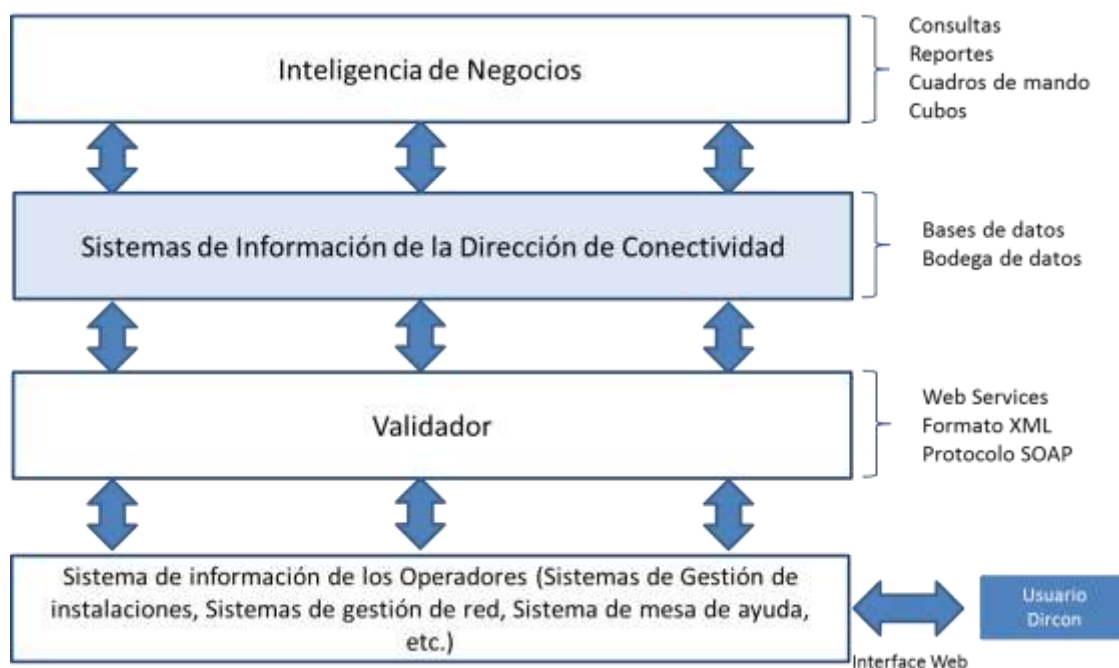 Inteligencia de Negocios
Consultas
Reportes
Cuadros de mando
Cubos
Sistemas de Información de la Dirección de Conectividad
Bases de datos
Bodega de datos
Validador
Web Services
Formato XML
Protocolo SOAP
Sistema de información de los Operadores (Sistemas de Gestión de
instalaciones, Sistemas de gestión de red, Sistema de mesa de ayuda,
etc.)
Usuario
Dircon
Interface Web